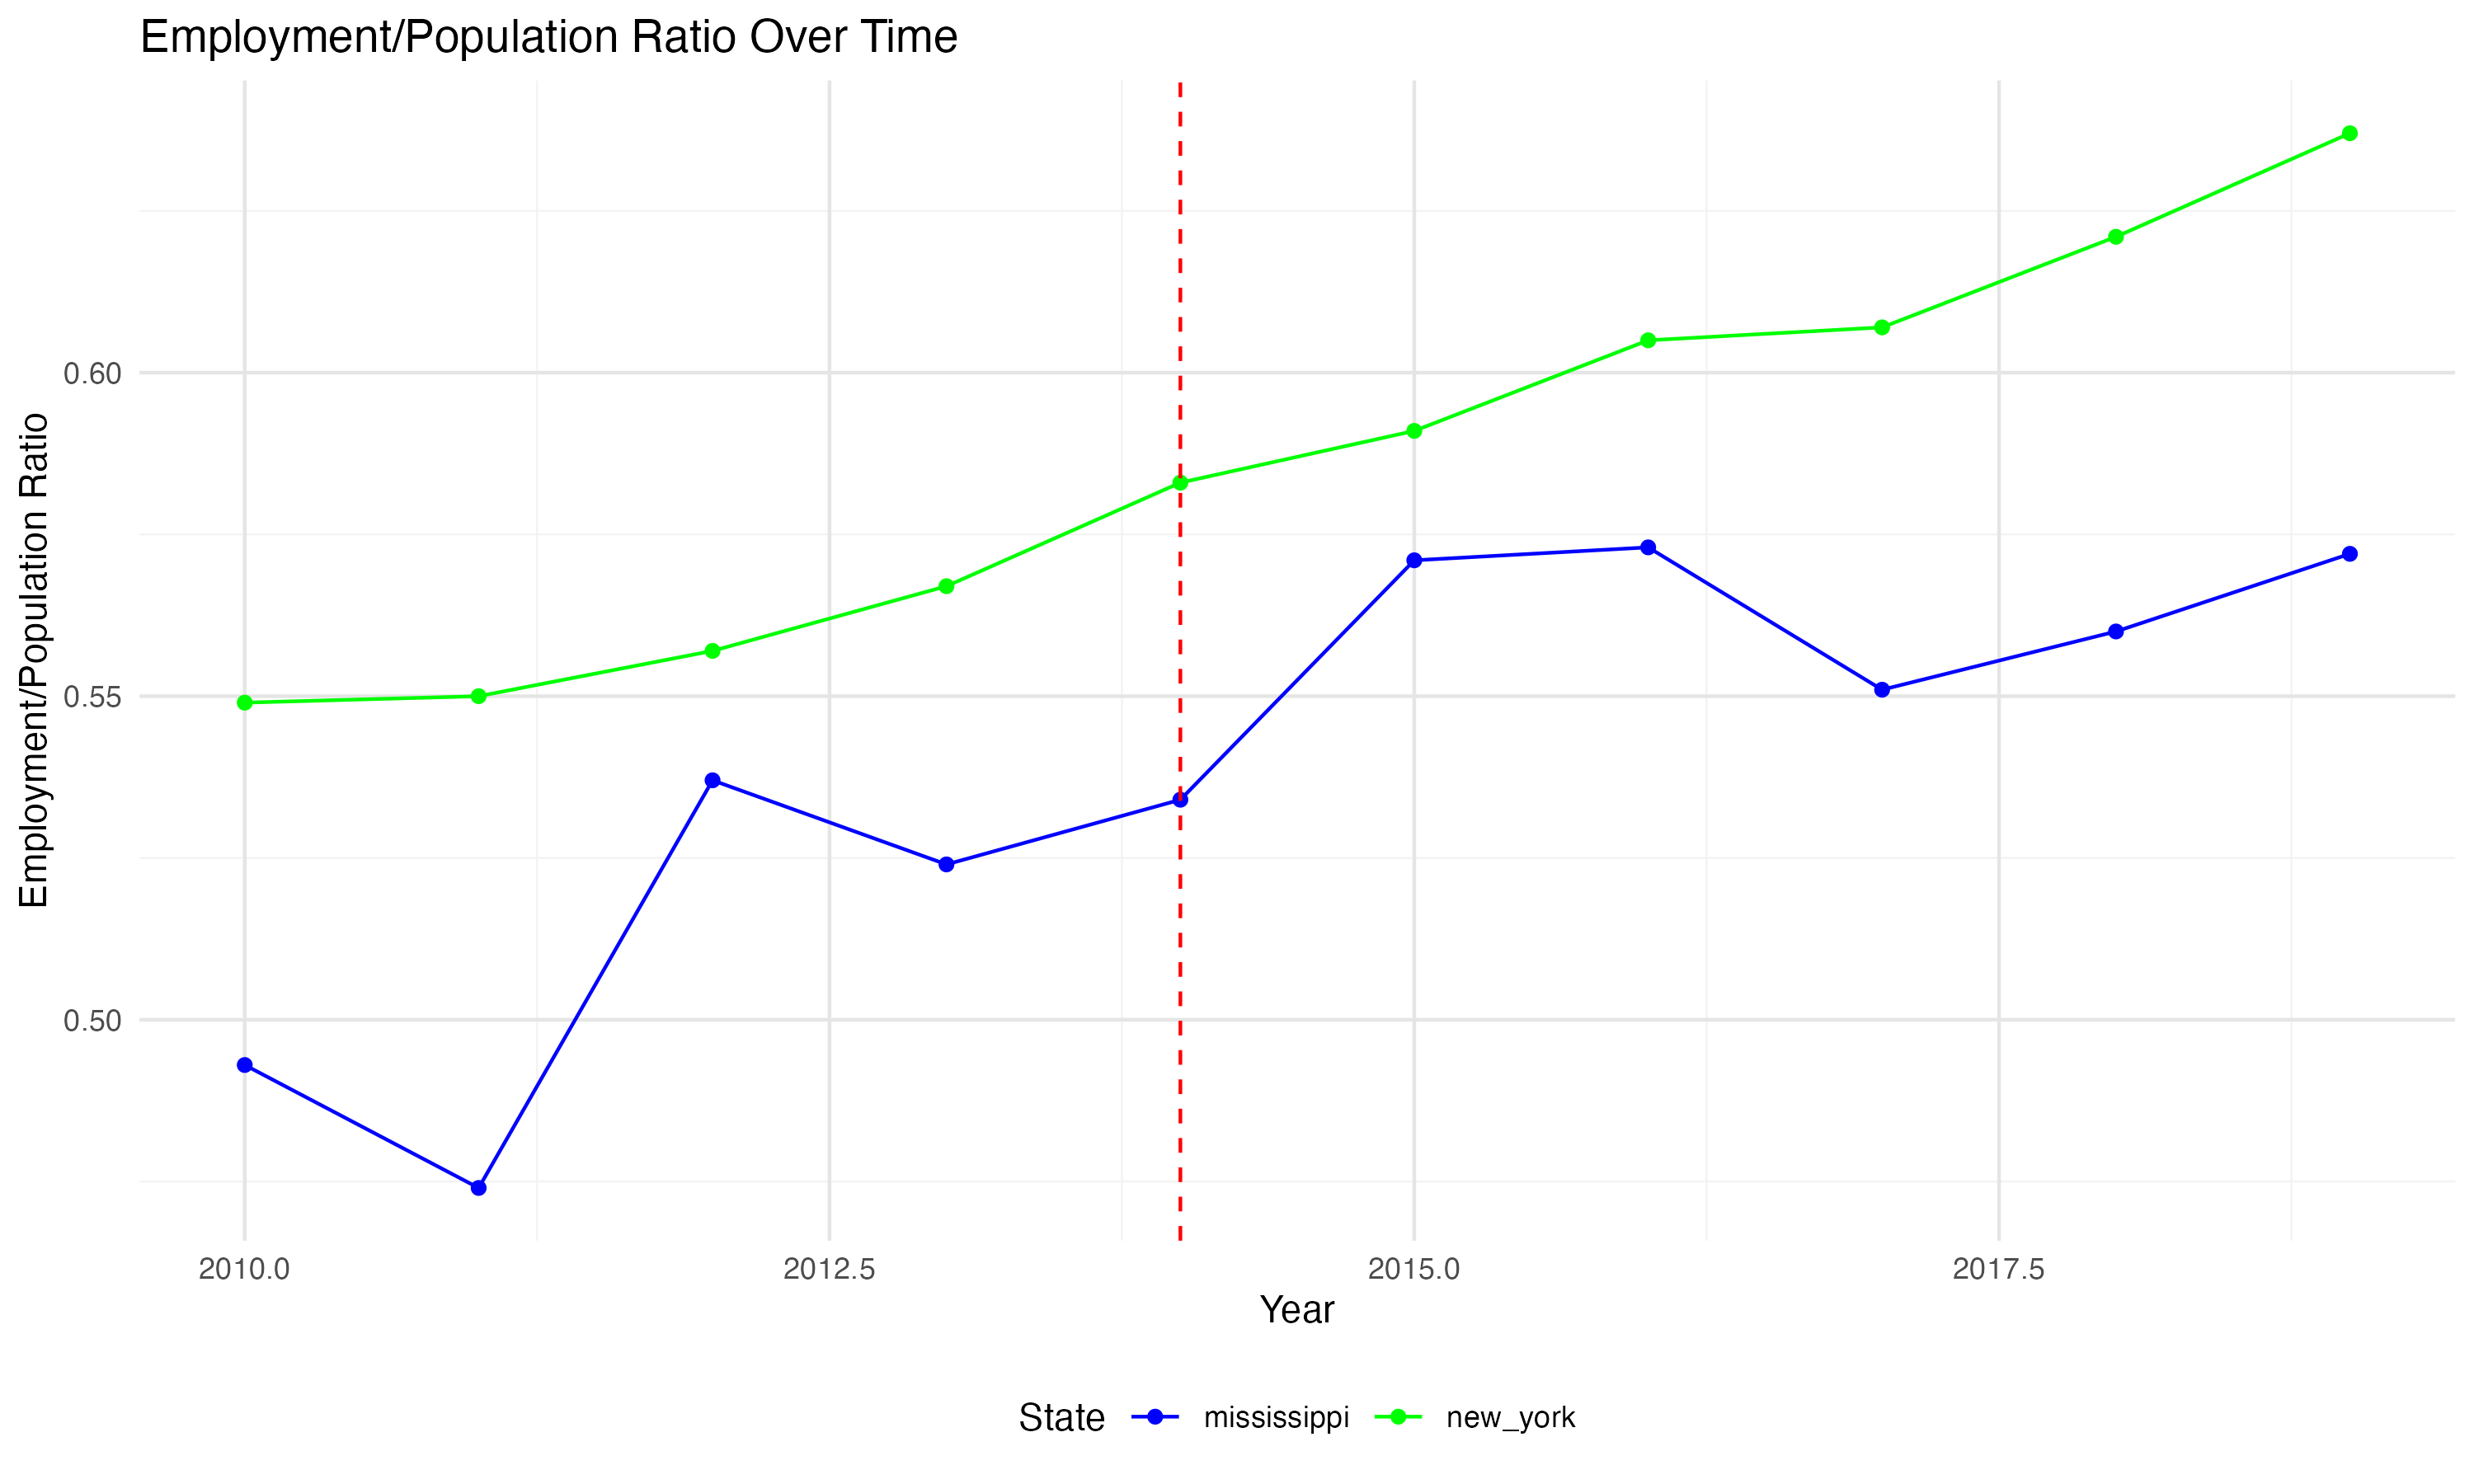 Employment/Population Ratio Over Time
Employment/Population Ratio
0.60
0.55
0.50
2010.0 2012.5 2015.0 2017.5
Year
State mississippi new_york